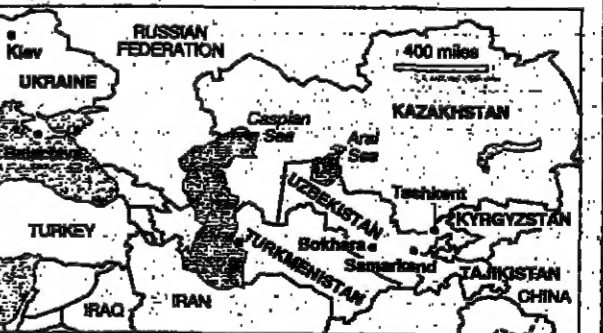 RUSSIAN
FEDERATION
Kiev
400 miles
UKRAINE
KAZAKHSTAN
Caspian
Sea
Aral
Sea
UZBEKISTAN
Tashkent
KYRGYZSTAN
TURKEY
TURKMENISTAN
Bokhara
Samarkand
TAJIKISTAN
CHINA
IRAQ
IRAN